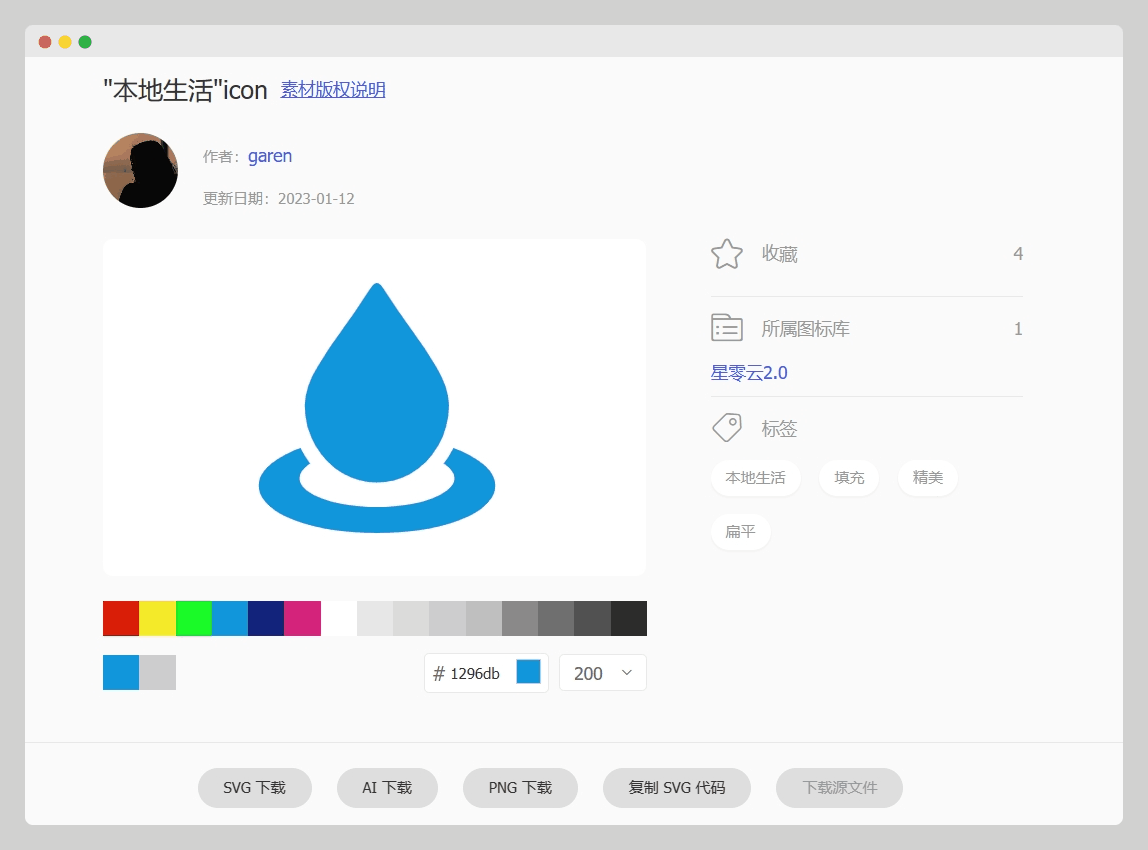 "本地生活"icon 素材版权说明
作者：garen
更新日期：2023-01-12
收藏 4
所属图标库 1
星零云2.0
标签
本地生活 填充 精美
扁平
# 1296db 200
SVG 下载 AI 下载 PNG 下载 复制 SVG 代码 下载源文件